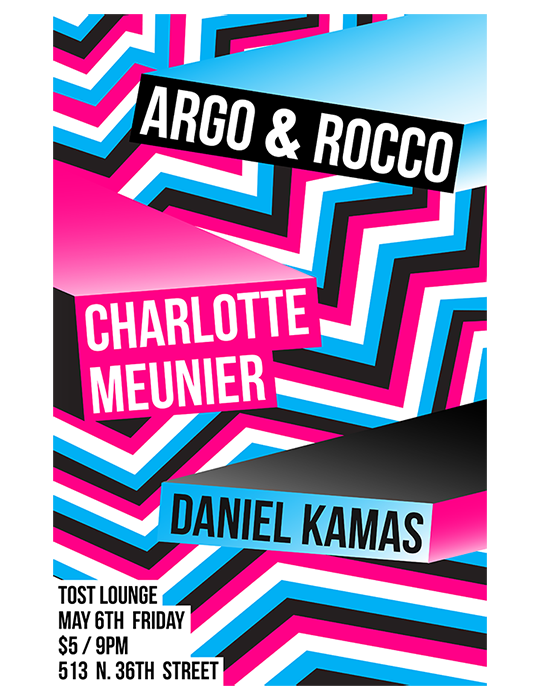 ARGO & ROCCO
CHARLOTTE
MEUNIER
DANIEL KAMAS
TOST LOUNGE
MAY 6TH FRIDAY
$5 / 9PM
513 N. 36TH STREET